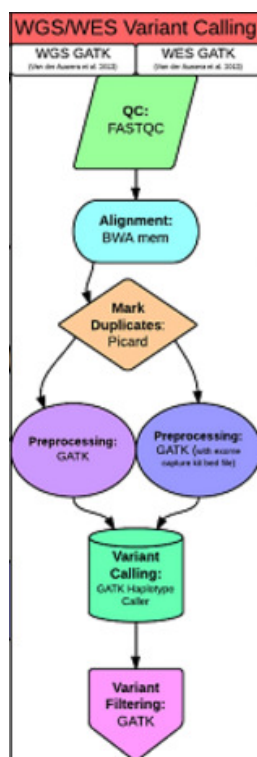 WGS/WES Variant Calling
WGS GATK
(Van der Auwera et al. 2013)
WES GATK
(Van der Auwera et al. 2013)
QC:
FASTQC
Alignment:
BWA mem
Mark
Duplicates:
Picard
Preprocessing:
GATK
Preprocessing:
GATK (with exome
capture kit bed file)
Variant
Calling:
GATK Haplotype
Caller
Variant
Filtering:
GATK